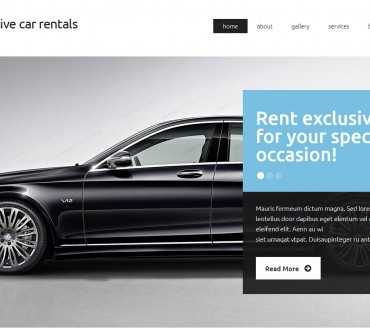 ive car rentals
home about gallery services
Rent exclusiv
for your spec
occasion!
Mauris fermeum dictum magna. Sed lore
leotellus dolor dapibus eget elentum vel
eleifend elit. Aenn au wi
siet urnaqat vtpat. Duisaupinteger ru ant
Read More
V12